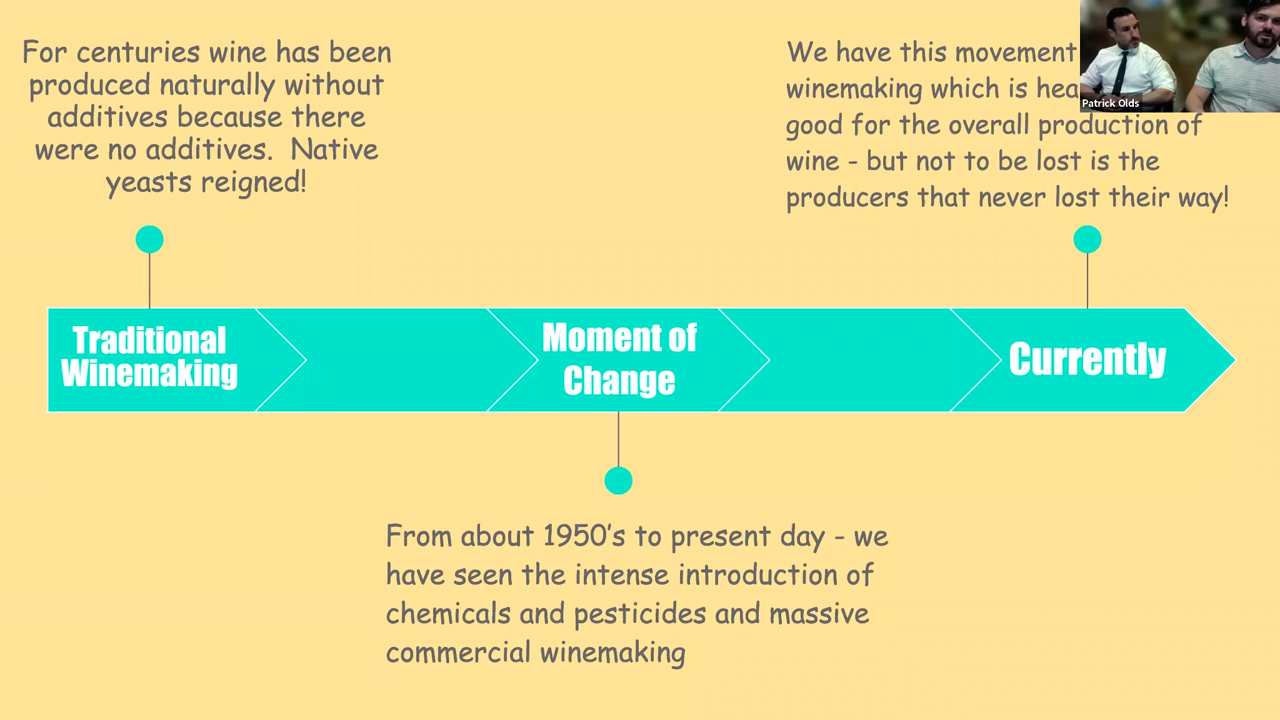 For centuries wine has been
produced naturally without
additives because there
were no additives.  Native
yeasts reigned!
We have this movement
winemaking which is
good for the overall production of
wine - but not to be lost is the
producers that never lost their way!
Patrick Olds
Traditional
Winemaking
Moment of
Change
Currently
From about 1950's to present day - we
have seen the intense introduction of
chemicals and pesticides and massive
commercial winemaking